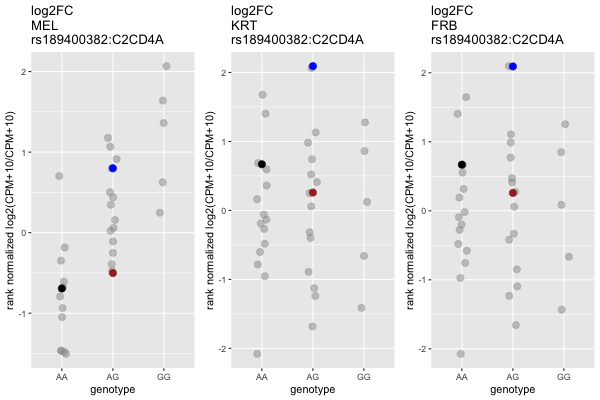 log2FC
MEL
rs189400382:C2CD4A
rank normalized log2(CPM+10/CPM+10)
2
1
0
-1
AA
AG
GG
genotype
log2FC
KRT
rs189400382:C2CD4A
rank normalized log2(CPM+10/CPM+10)
2
1
0
-1
-2
AA
AG
GG
genotype
log2FC
FRB
rs189400382:C2CD4A
rank normalized log2(CPM+10/CPM+10)
2
1
0
-1
-2
AA
AG
GG
genotype